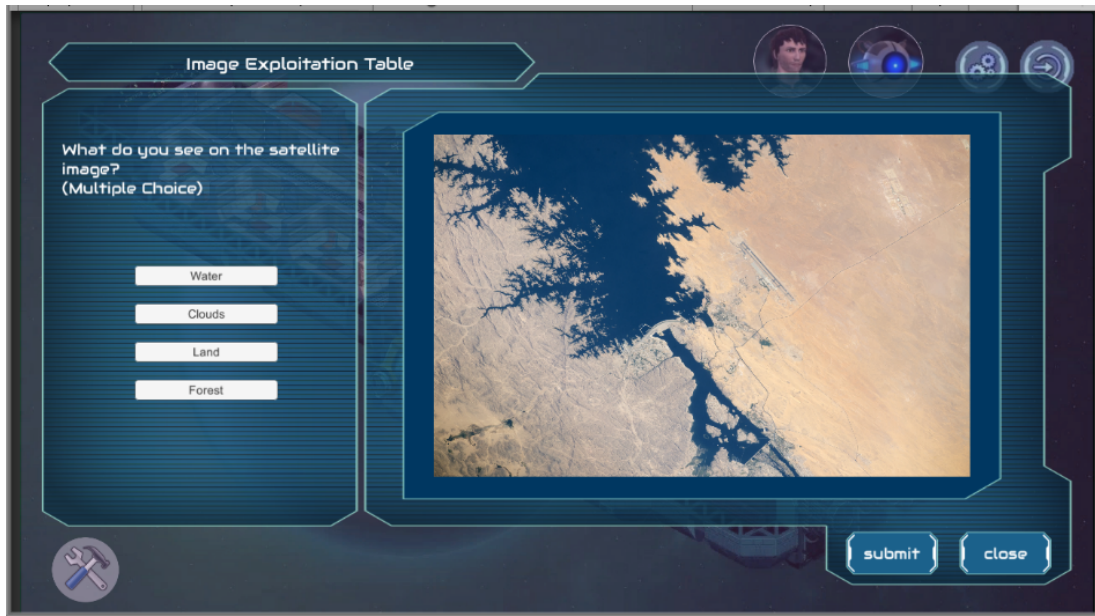 Image Exploitation Table
What do you see on the satellite
image?
(Multiple Choice)
Water
Clouds
Land
Forest
submit
close